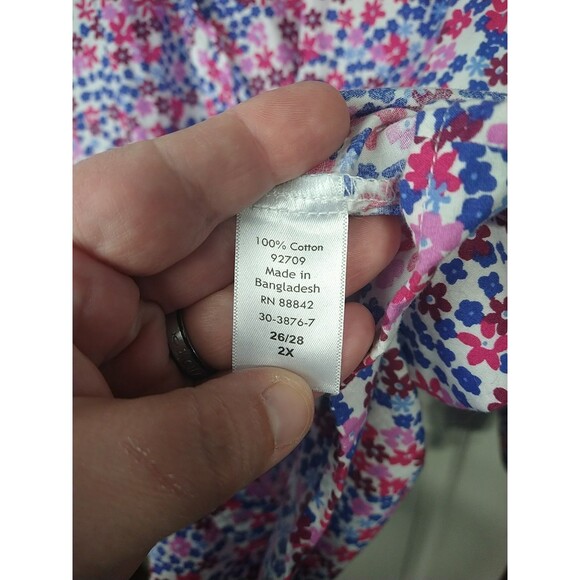 100% Cotton
92709
Made in
Bangladesh
RN 88842
30-3876-7
26/28
2X